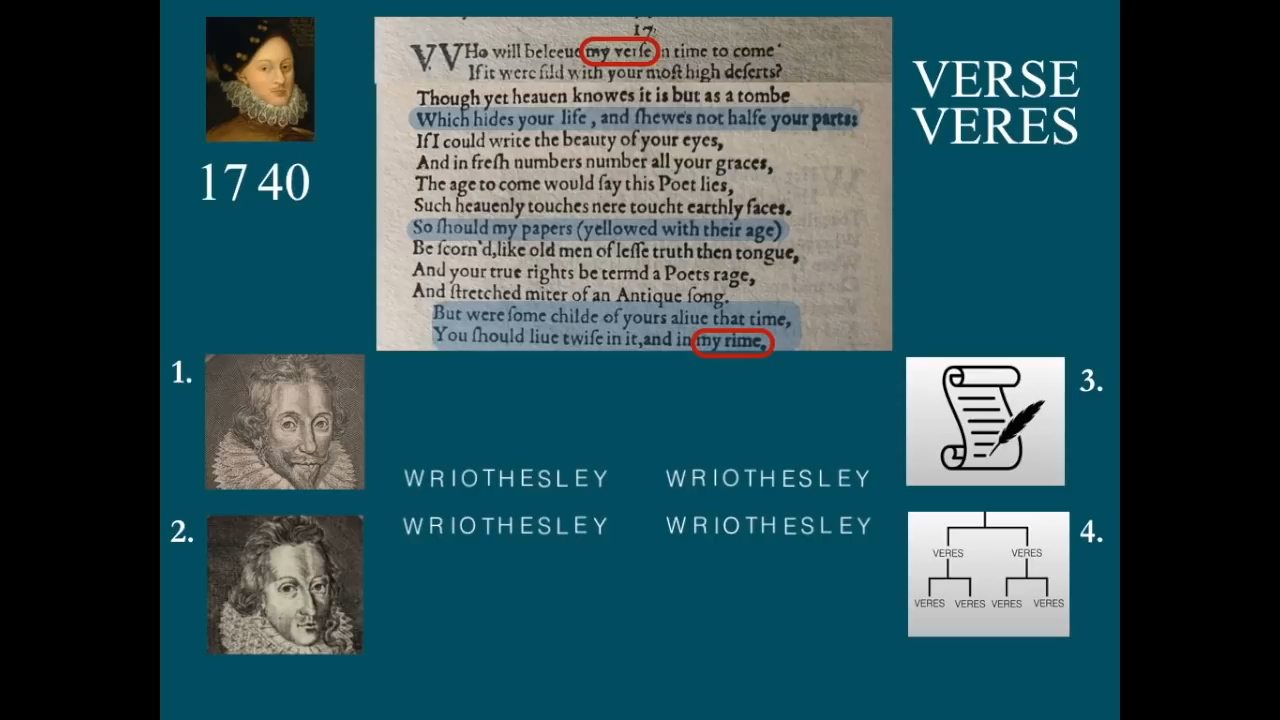 17.
VVHo will beleeue my verse in time to come
If it were fild with your most high deserts?
Though yet heauen knowes it is but as a tombe
Which hides your life , and shewes not halfe your parts:
If I could write the beauty of your eyes,
And in fresh numbers number all your graces,
The age to come would say this Poet lies,
Such heauenly touches nere toucht earthly faces.
So should my papers (yellowed with their age)
Be scorn'd,like old men of lesse truth then tongue,
And your true rights be termd a Poets rage,
And stretched miter of an Antique song.
But were some childe of yours aliue that time,
You should liue twise in it,and in my rime.
1740
VERSE
VERES
1.
2.
WRIOTHESLEY WRIOTHESLEY
WRIOTHESLEY WRIOTHESLEY
3.
4.
VERES VERES
VERES VERES VERES VERES